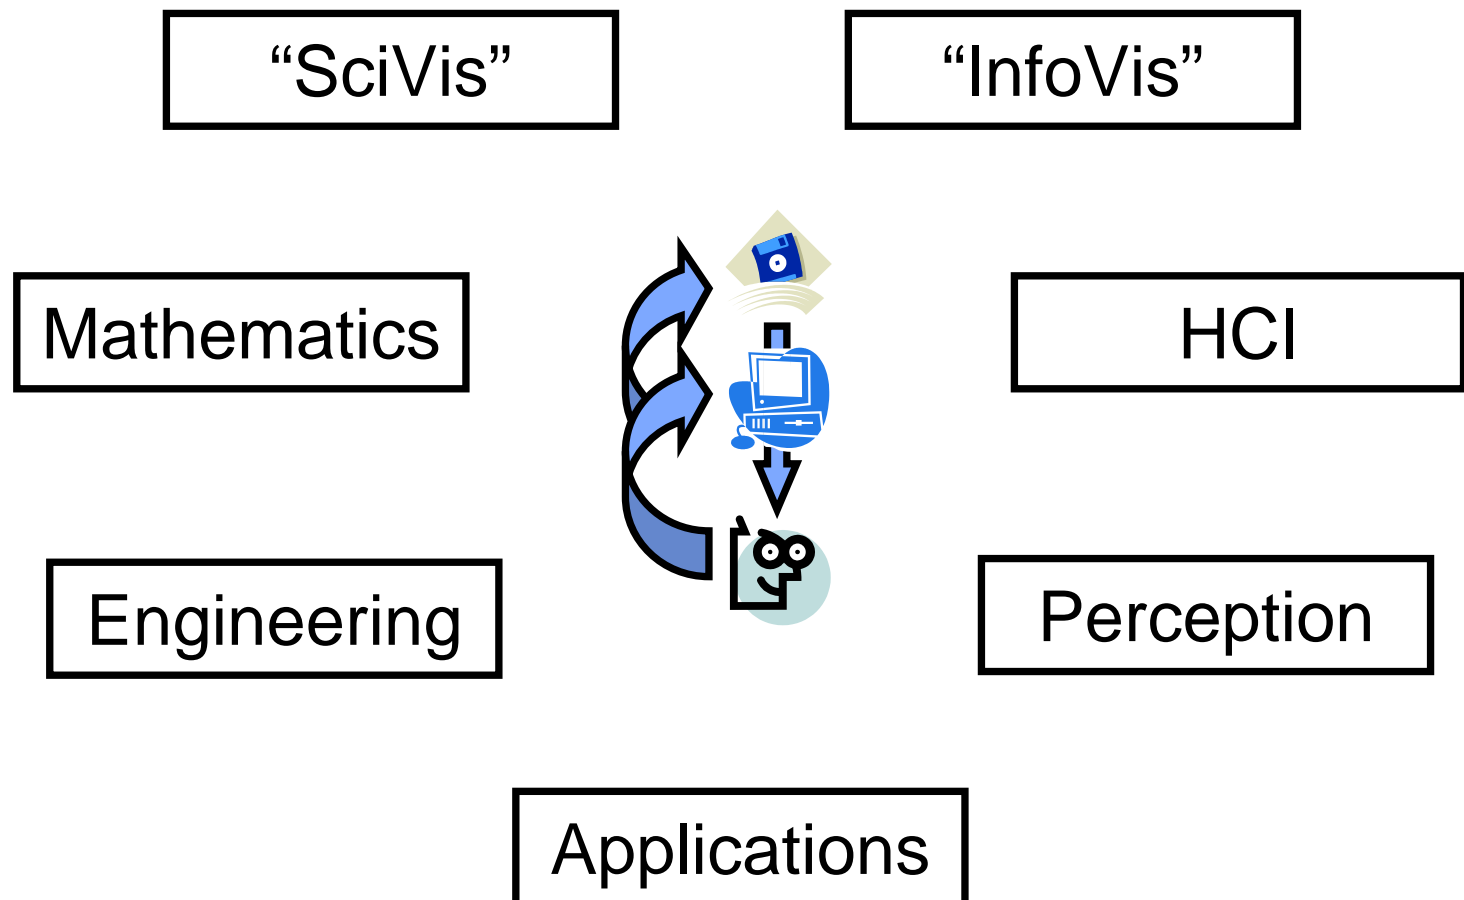 “SciVis”
“InfoVis”
Mathematics
HCI
Engineering
Perception
Applications